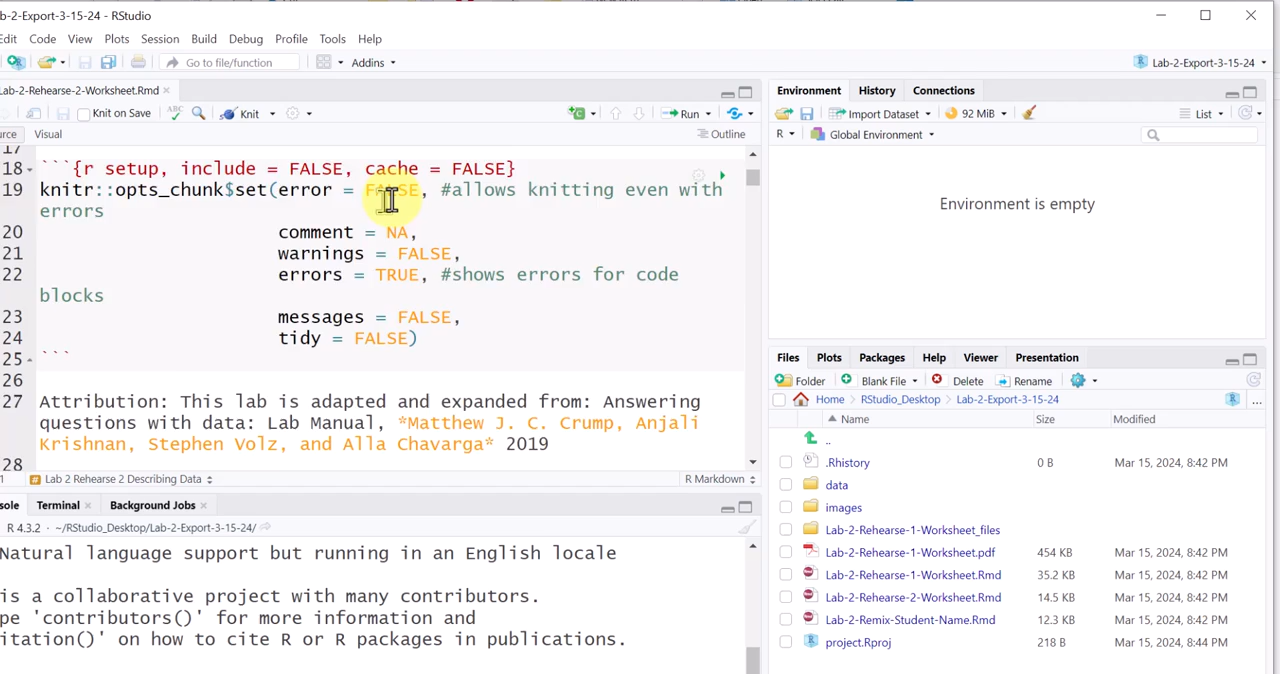 b-2-Export-3-15-24 - RStudio
Edit Code View Plots Session Build Debug Profile Tools Help
Go to file/function Addins Lab-2-Export-3-15-24
Lab-2-Rehearse-2-Worksheet.Rmd
Knit on Save ABC Knit Run
urce Visual Outline
17
18 ```{r setup, include = FALSE, cache = FALSE}
19 knitr::opts_chunk$set(error = FALSE, #allows knitting even with
errors
20 comment = NA,
21 warnings = FALSE,
22 errors = TRUE, #shows errors for code
blocks
23 messages = FALSE,
24 tidy = FALSE)
25 ```
26
27 Attribution: This lab is adapted and expanded from: Answering
questions with data: Lab Manual, *Matthew J. C. Crump, Anjali
Krishnan, Stephen Volz, and Alla Chavarga* 2019
28
1 # Lab 2 Rehearse 2 Describing Data R Markdown
sole Terminal Background Jobs
R 4.3.2 · ~/RStudio_Desktop/Lab-2-Export-3-15-24/
Natural language support but running in an English locale
is a collaborative project with many contributors.
pe 'contributors()' for more information and
itation()' on how to cite R or R packages in publications.
Environment History Connections
Import Dataset 92 MiB List
R Global Environment
Environment is empty
Files Plots Packages Help Viewer Presentation
Folder Blank File Delete Rename
Home RStudio_Desktop Lab-2-Export-3-15-24 ...
Name Size Modified
..
.Rhistory 0 B Mar 15, 2024, 8:42 PM
data
images
Lab-2-Rehearse-1-Worksheet_files
Lab-2-Rehearse-1-Worksheet.pdf 454 KB Mar 15, 2024, 8:42 PM
Lab-2-Rehearse-1-Worksheet.Rmd 35.2 KB Mar 15, 2024, 8:42 PM
Lab-2-Rehearse-2-Worksheet.Rmd 14.5 KB Mar 15, 2024, 8:42 PM
Lab-2-Remix-Student-Name.Rmd 12.3 KB Mar 15, 2024, 8:42 PM
project.Rproj 218 B Mar 15, 2024, 8:44 PM